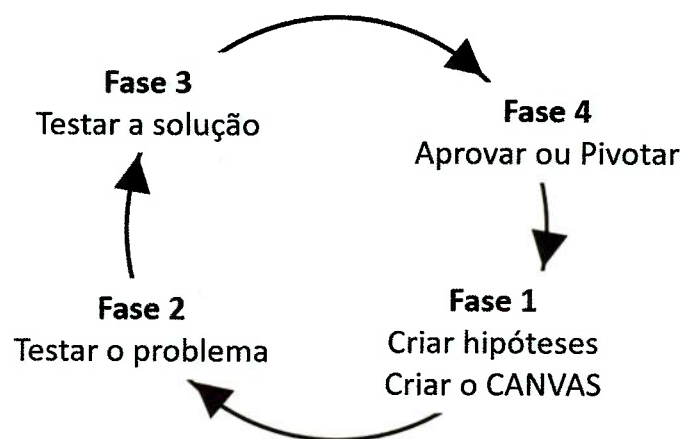 Fase 3
Testar a solução
Fase 4
Aprovar ou Pivotar
Fase 2
Testar o problema
Fase 1
Criar hipóteses
Criar o CANVAS